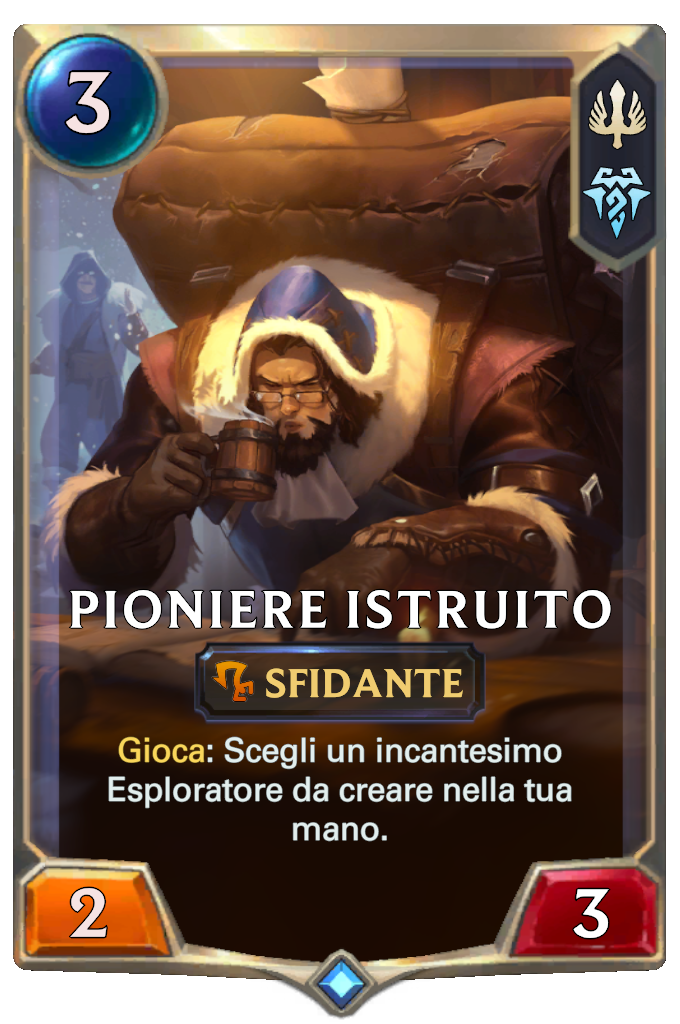 3
PIONIERE ISTRUITO
SFIDANTE
Gioca: Scegli un incantesimo
Esploratore da creare nella tua
mano.
2
3